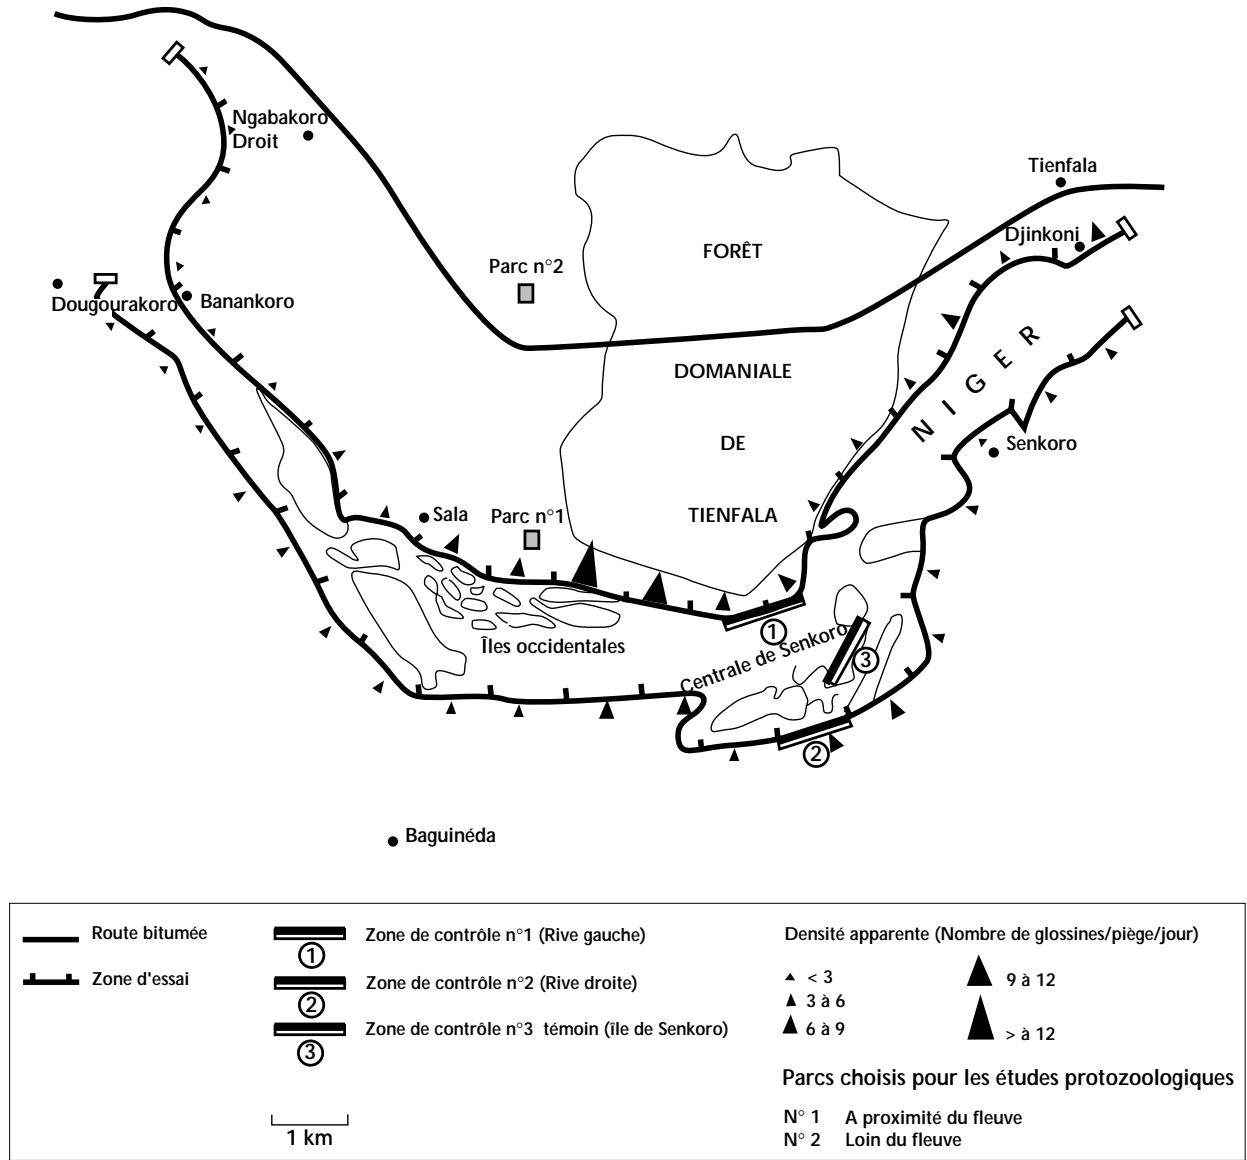 Ngabakoro
Droit
Tienfala
Djinkoni
FORÊT
Parc n°2
Dougourakoro
Banankoro
NIGER
DOMANIALE
DE
Senkoro
TIENFALA
Sala
Parc n°1
Îles occidentales
1
Centrale de Senkoro
3
2
Baguinéda
Route bitumée
Zone d'essai
Zone de contrôle n°1 (Rive gauche)
1
Zone de contrôle n°2 (Rive droite)
2
Zone de contrôle n°3 témoin (île de Senkoro)
3
1 km
Densité apparente (Nombre de glossines/piège/jour)
< 3
3 à 6
6 à 9
9 à 12
> à 12
Parcs choisis pour les études protozoologiques
N° 1 A proximité du fleuve
N° 2 Loin du fleuve